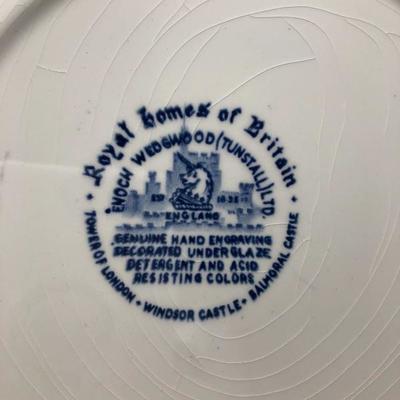 Royal Homes of Britain
ENOCH WEDGWOOD (TUNSTALL) LTD.
ESD 1835
ENGLAND
GENUINE HAND ENGRAVING
DECORATED UNDERGLAZE
DETERGENT AND ACID
RESISTING COLORS
TOWER OF LONDON • WINDSOR CASTLE • BALMORAL CASTLE